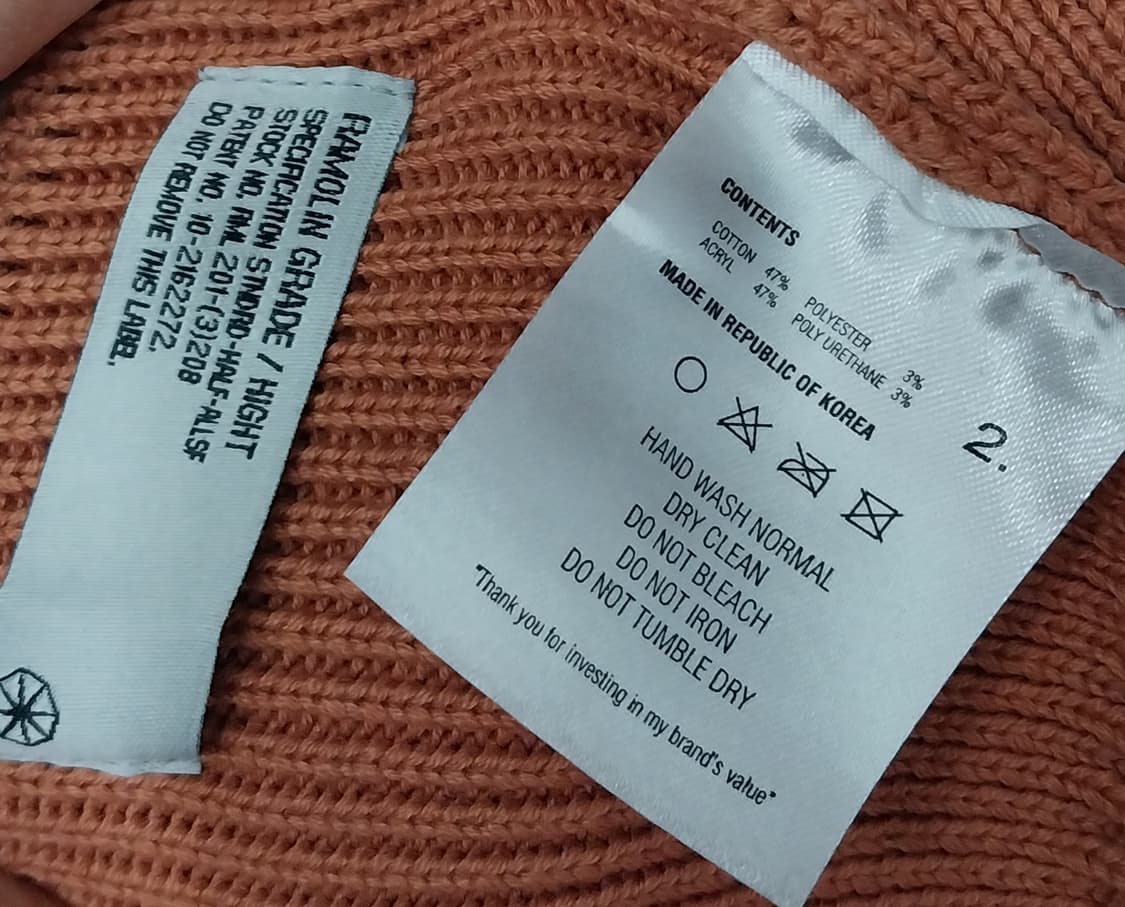 RAMOLIN GRADE / HIGHT
SPECIFICATION STNDRD-HALF-ALLSF
STOCK NO. RML 201-(3)208
PATENT NO. 10-2162272.
DO NOT REMOVE THIS LABEL.
CONTENTS
COTTON 47% POLYESTER 3%
ACRYL 47% POLY URETHANE 3%
MADE IN REPUBLIC OF KOREA
2.
HAND WASH NORMAL
DRY CLEAN
DO NOT BLEACH
DO NOT IRON
DO NOT TUMBLE DRY
"Thank you for investing in my brand's value"